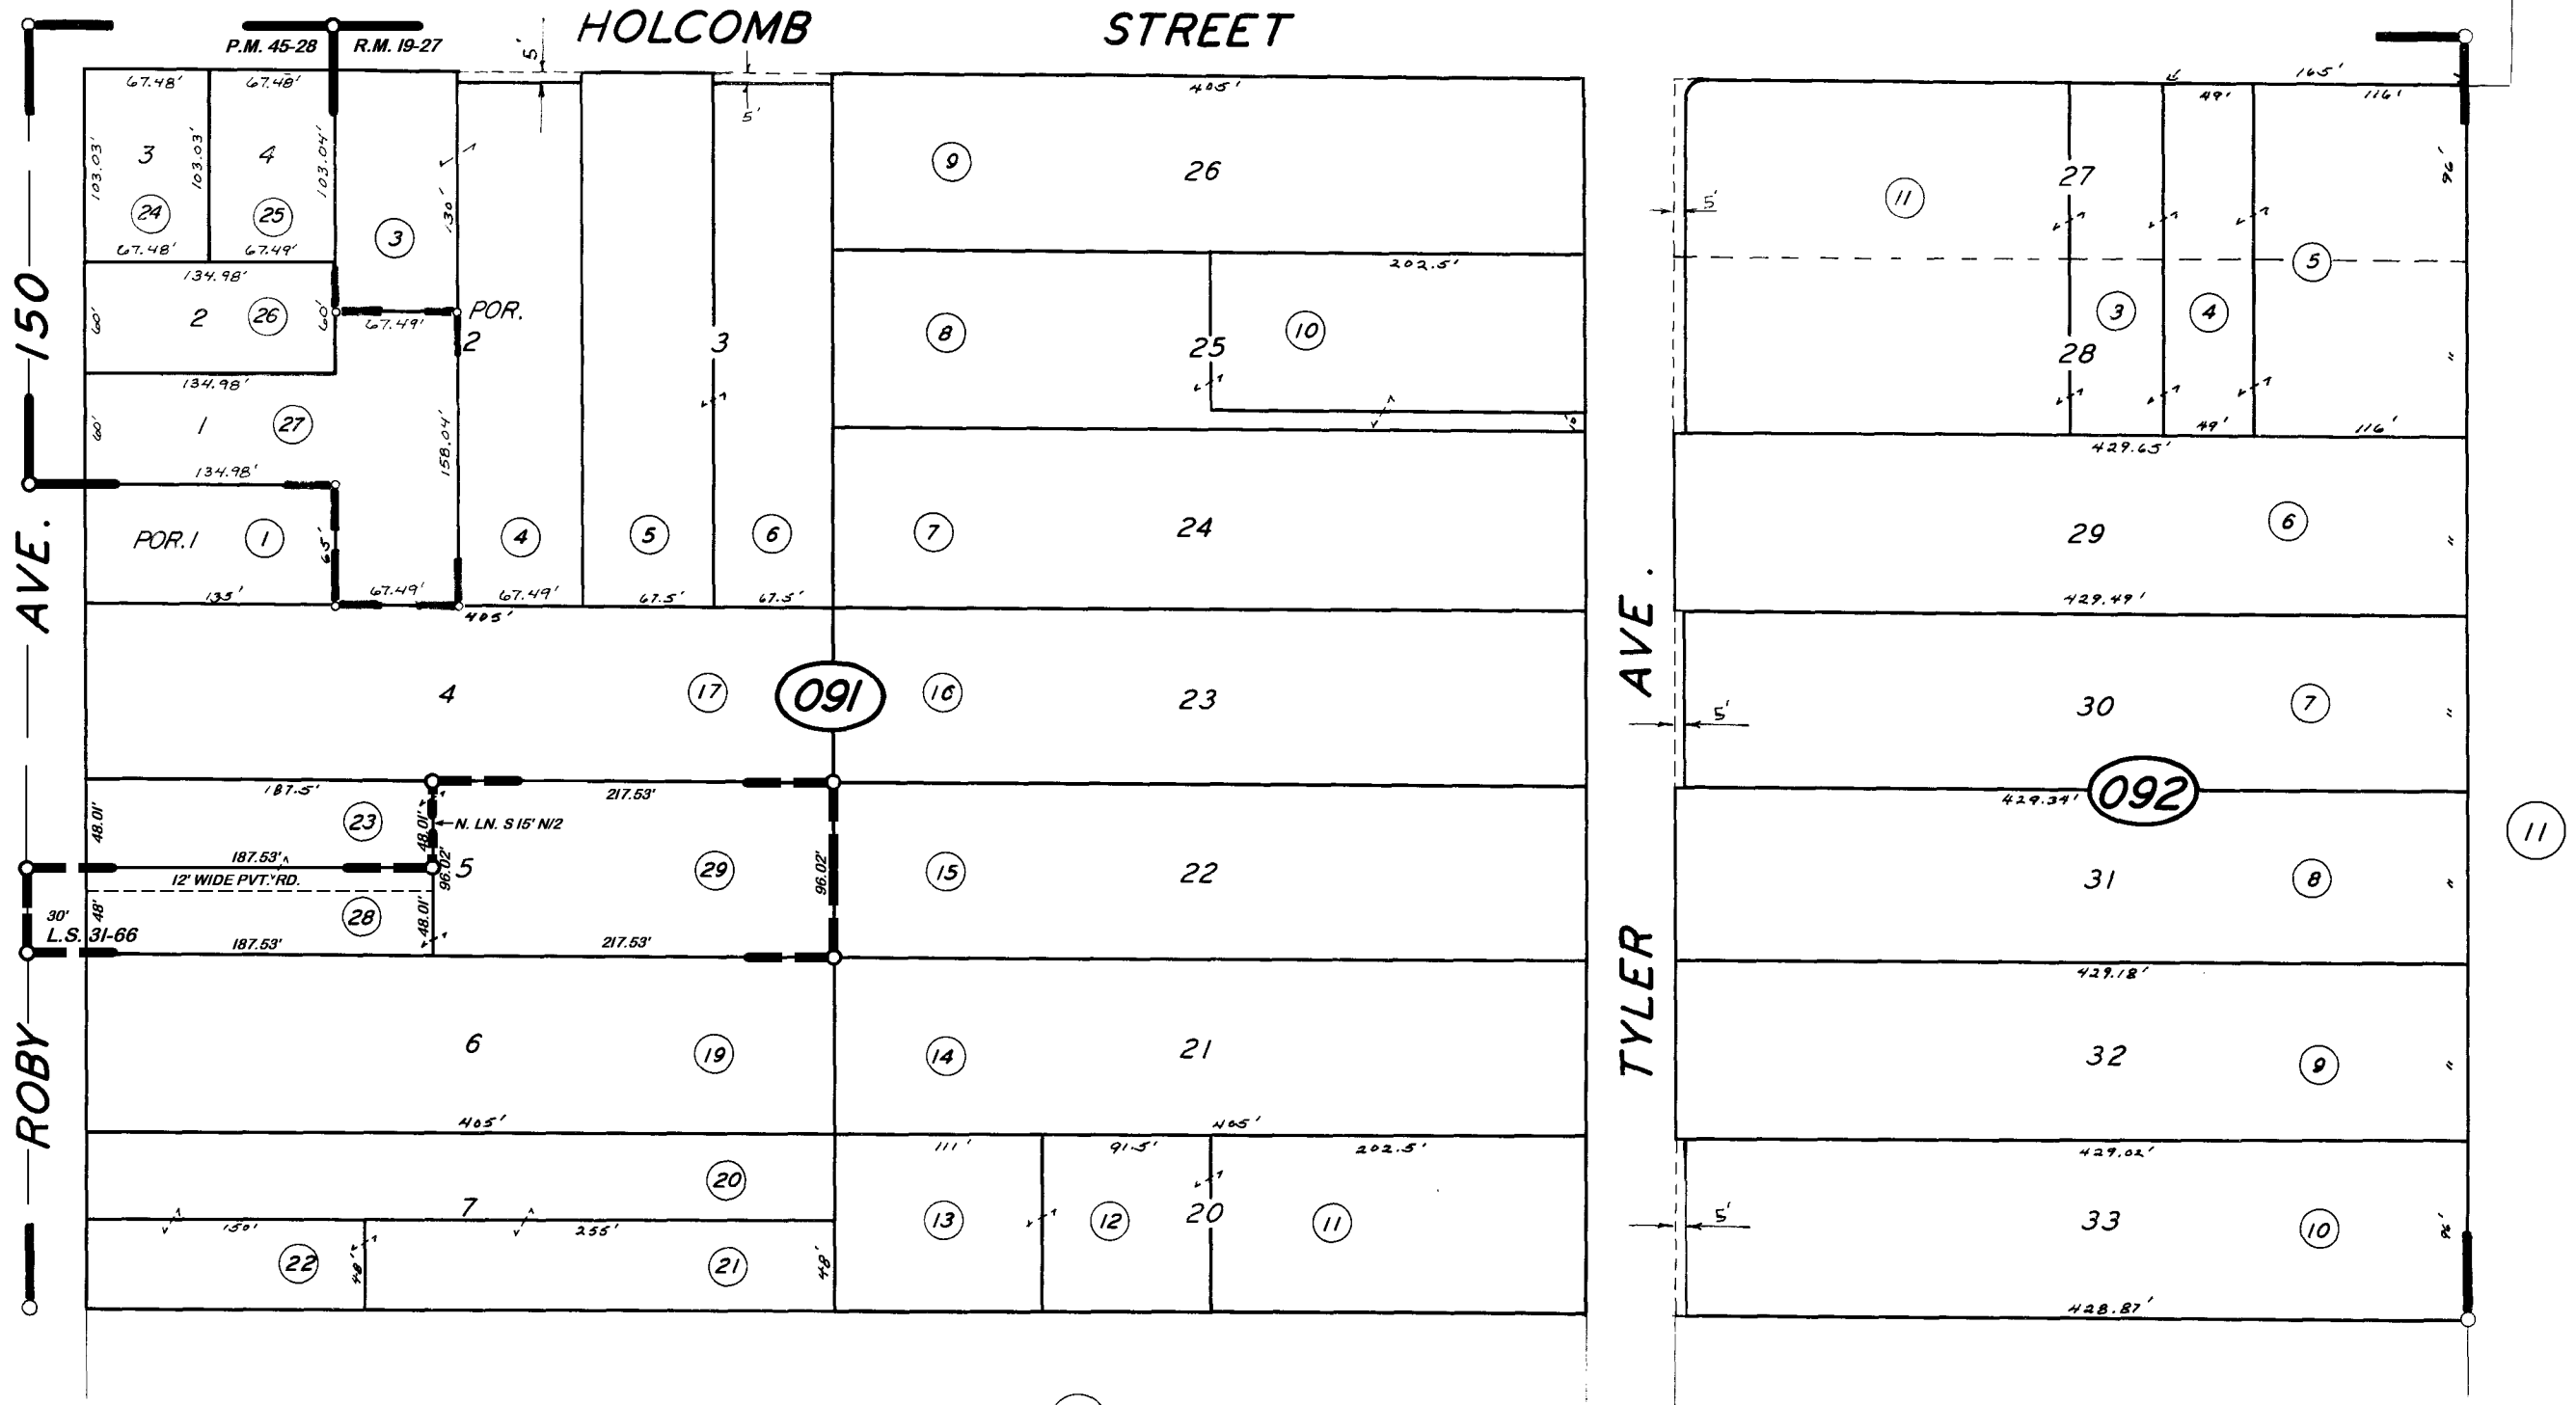 HOLCOMB STREET
P.M. 45-28 R.M. 19-27
5'
5'
67.48' 67.48'
405'
165'
49' 116'
103.03' 3 103.03' 4 103.04'
24 25 3 130'
67.48' 67.49'
9 26
11 27 96'
5'
134.98'
60' 2 26 60' 67.49' POR.
2
3
202.5'
8 25 10
10'
5
3 4
28 "
134.98'
60' 1 27 158.04'
134.98'
POR. 1 1 65' 4 5 6
135' 67.49' 67.49' 67.5' 67.5'
405'
7 24
49' 116'
429.65'
29 6 "
429.49'
150
AVE.
ROBY
TYLER AVE.
4 17 091 16 23
5' 30 7 "
429.34' 092
187.5' 217.53'
48.01' 23 48.01' N. LN. S 15' N/2
187.53' 5 96.02' 29 96.02' 15 22
12' WIDE PVT. RD.
30' 48' 28 48.01'
L.S. 31-66
187.53' 217.53'
31 8 "
11
429.18'
6 19 14 21
32 9 "
405' 405'
111' 91.5' 202.5'
429.02'
20
7
150' 255'
22 48' 21 48'
13 12 20 11
5' 33 10 96'
428.87'